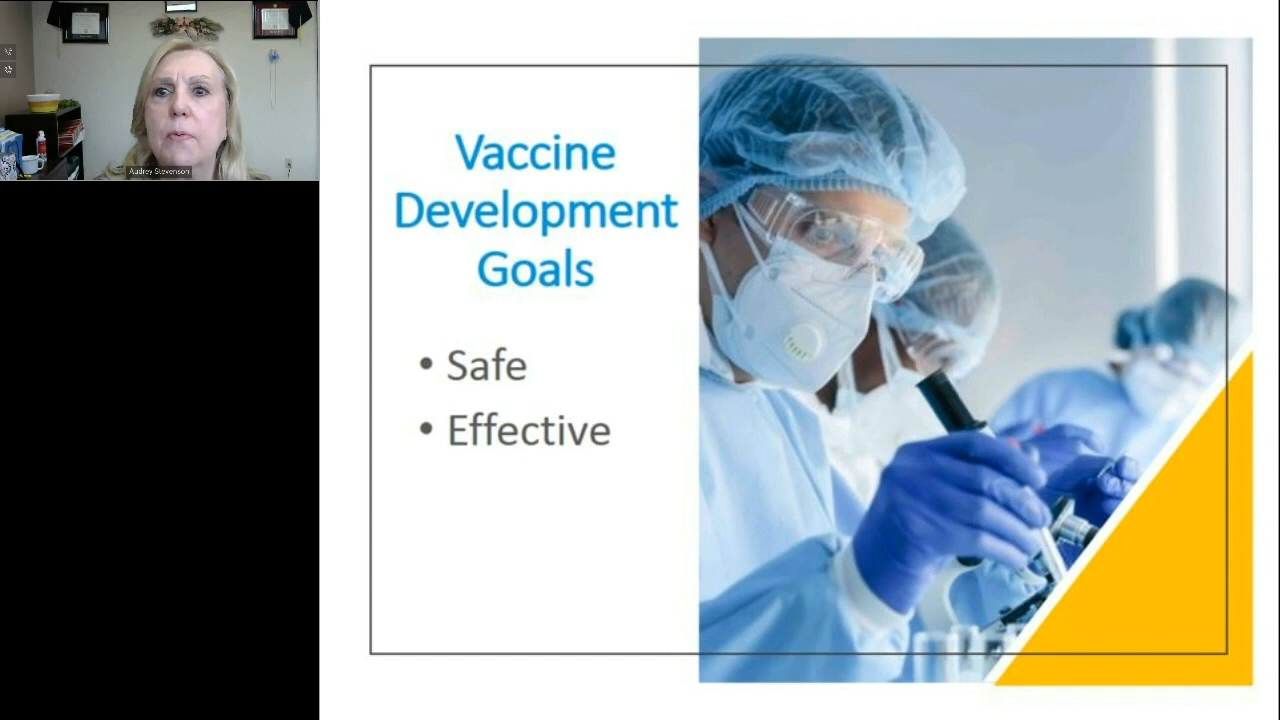 Audrey Stevenson
Vaccine
Development
Goals
• Safe
• Effective